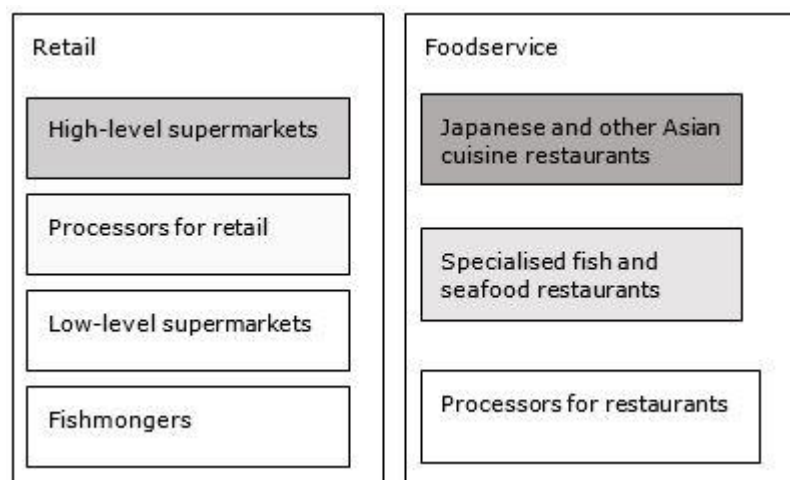 Retail
High-level supermarkets
Processors for retail
Low-level supermarkets
Fishmongers
Foodservice
Japanese and other Asian
cuisine restaurants
Specialised fish and
seafood restaurants
Processors for restaurants